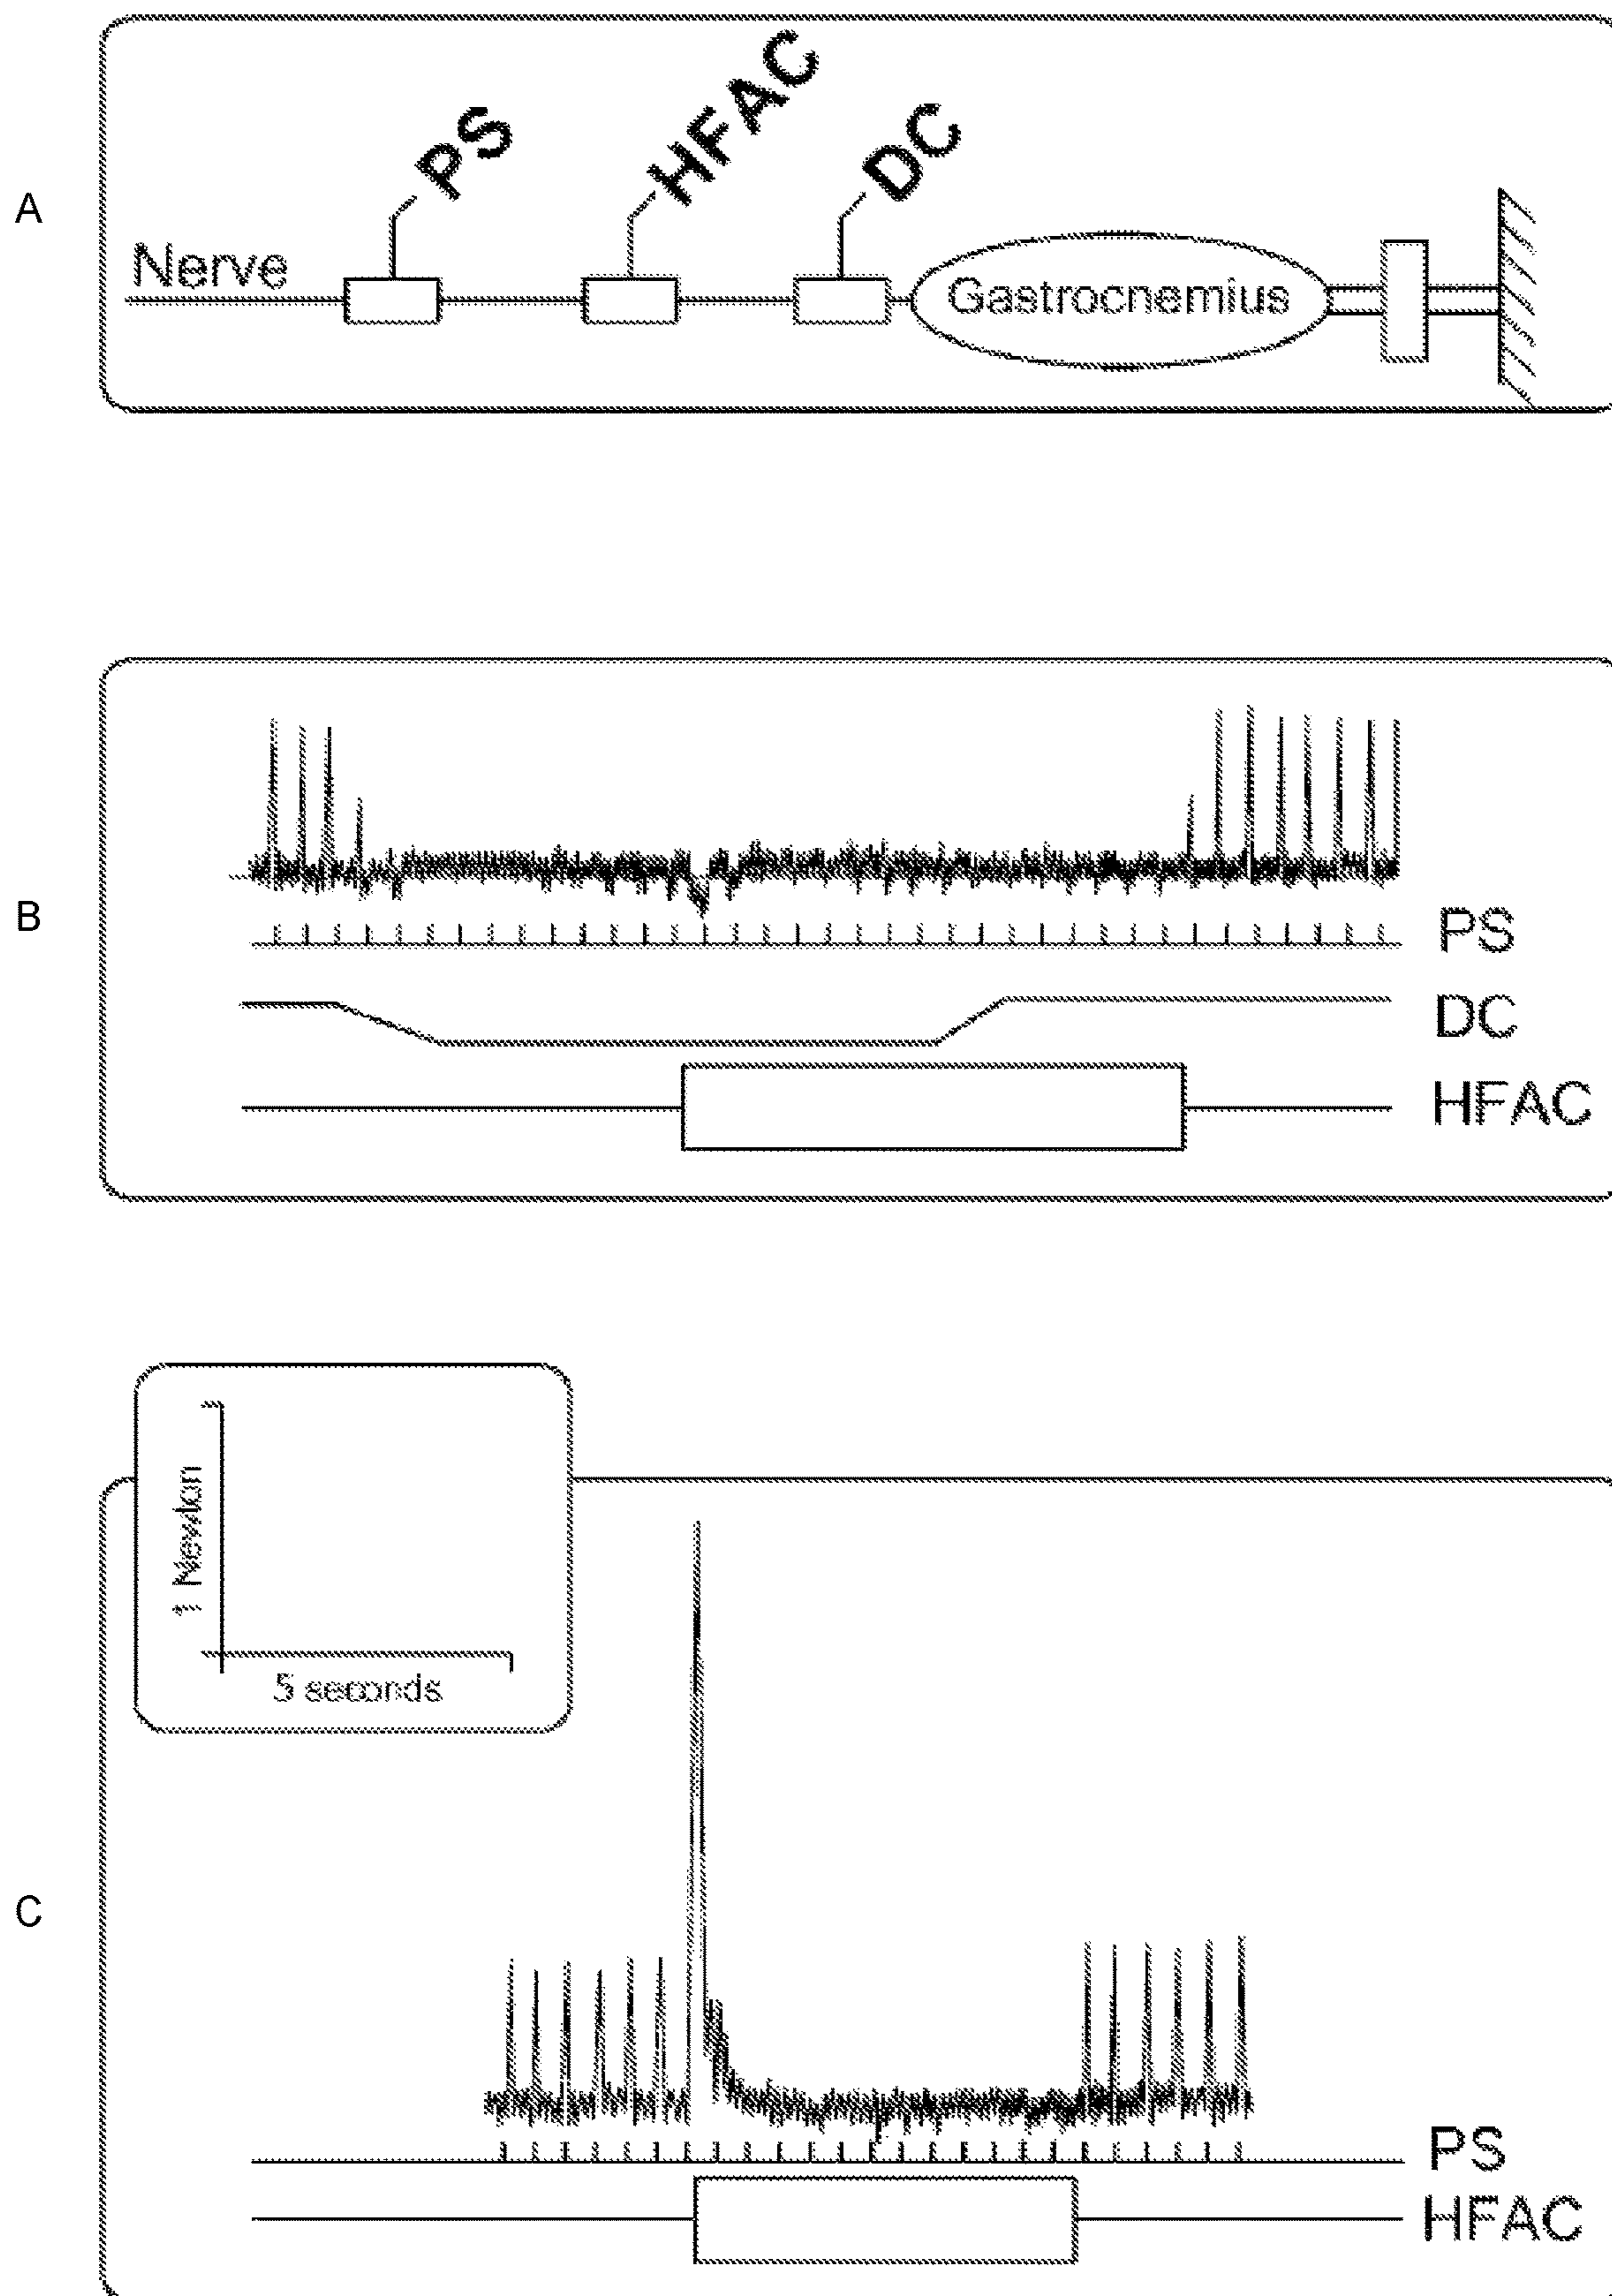 A
PS
HFAC
DC
Nerve
Gastrocnemius
B
PS
DC
HFAC
1 Newton
5 seconds
C
PS
HFAC